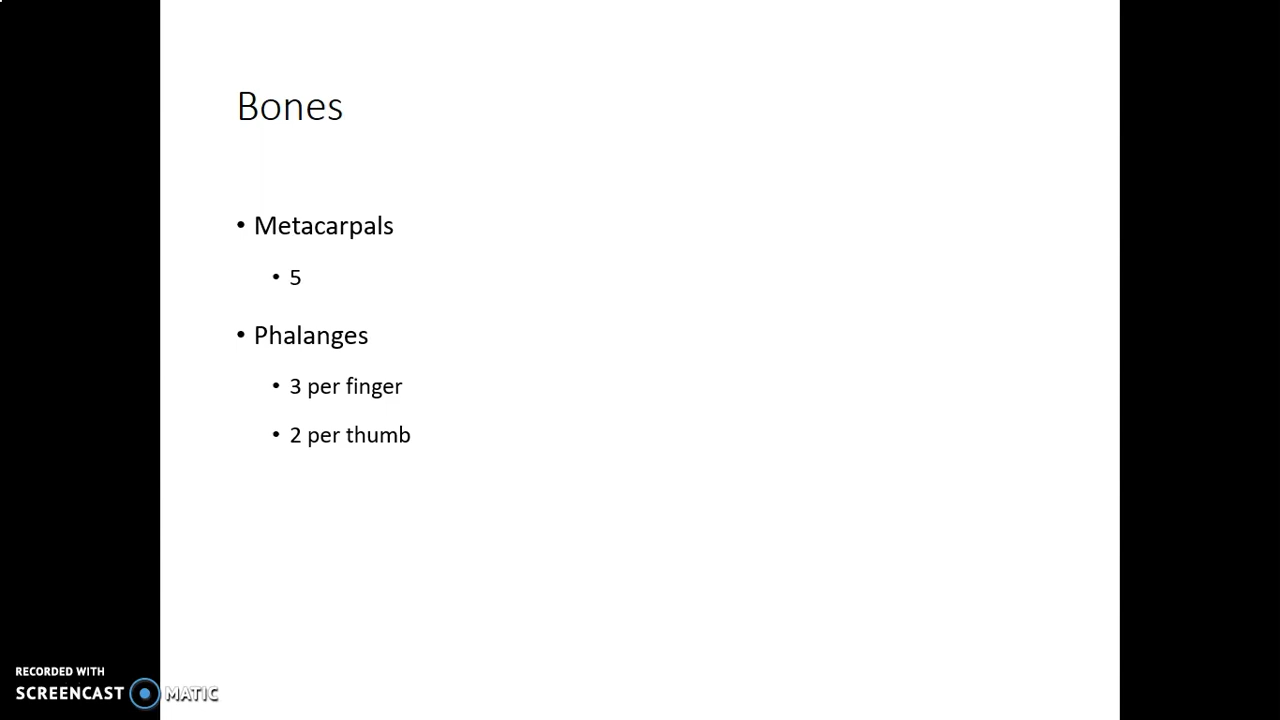 Bones
• Metacarpals
• 5
• Phalanges
• 3 per finger
• 2 per thumb
RECORDED WITH
SCREENCAST MATIC